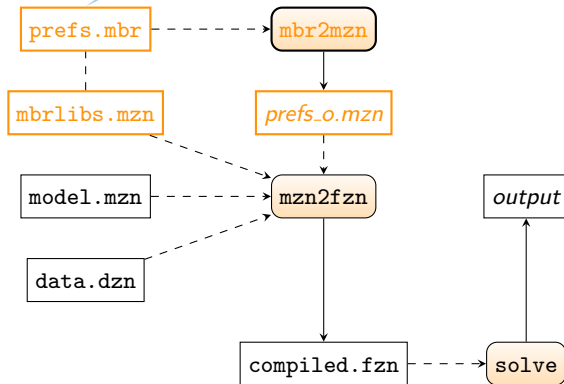 prefs.mbr
mbr2mzn
mbrlibs.mzn
prefs_o.mzn
model.mzn
mzn2fzn
output
data.dzn
compiled.fzn
solve